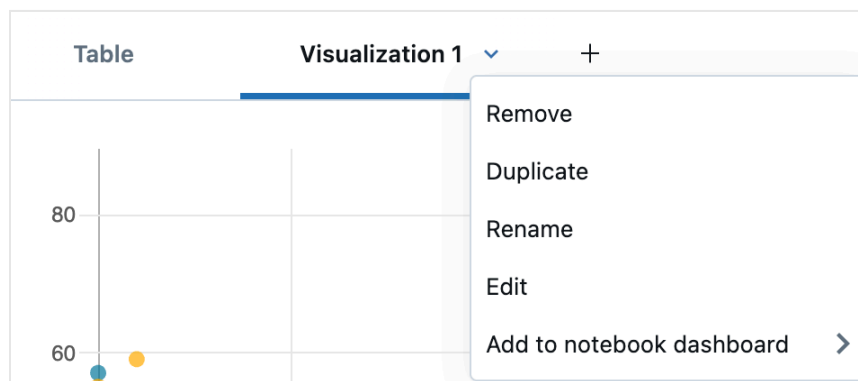 Table
Visualization 1
+
Remove
Duplicate
Rename
Edit
Add to notebook dashboard
80
60